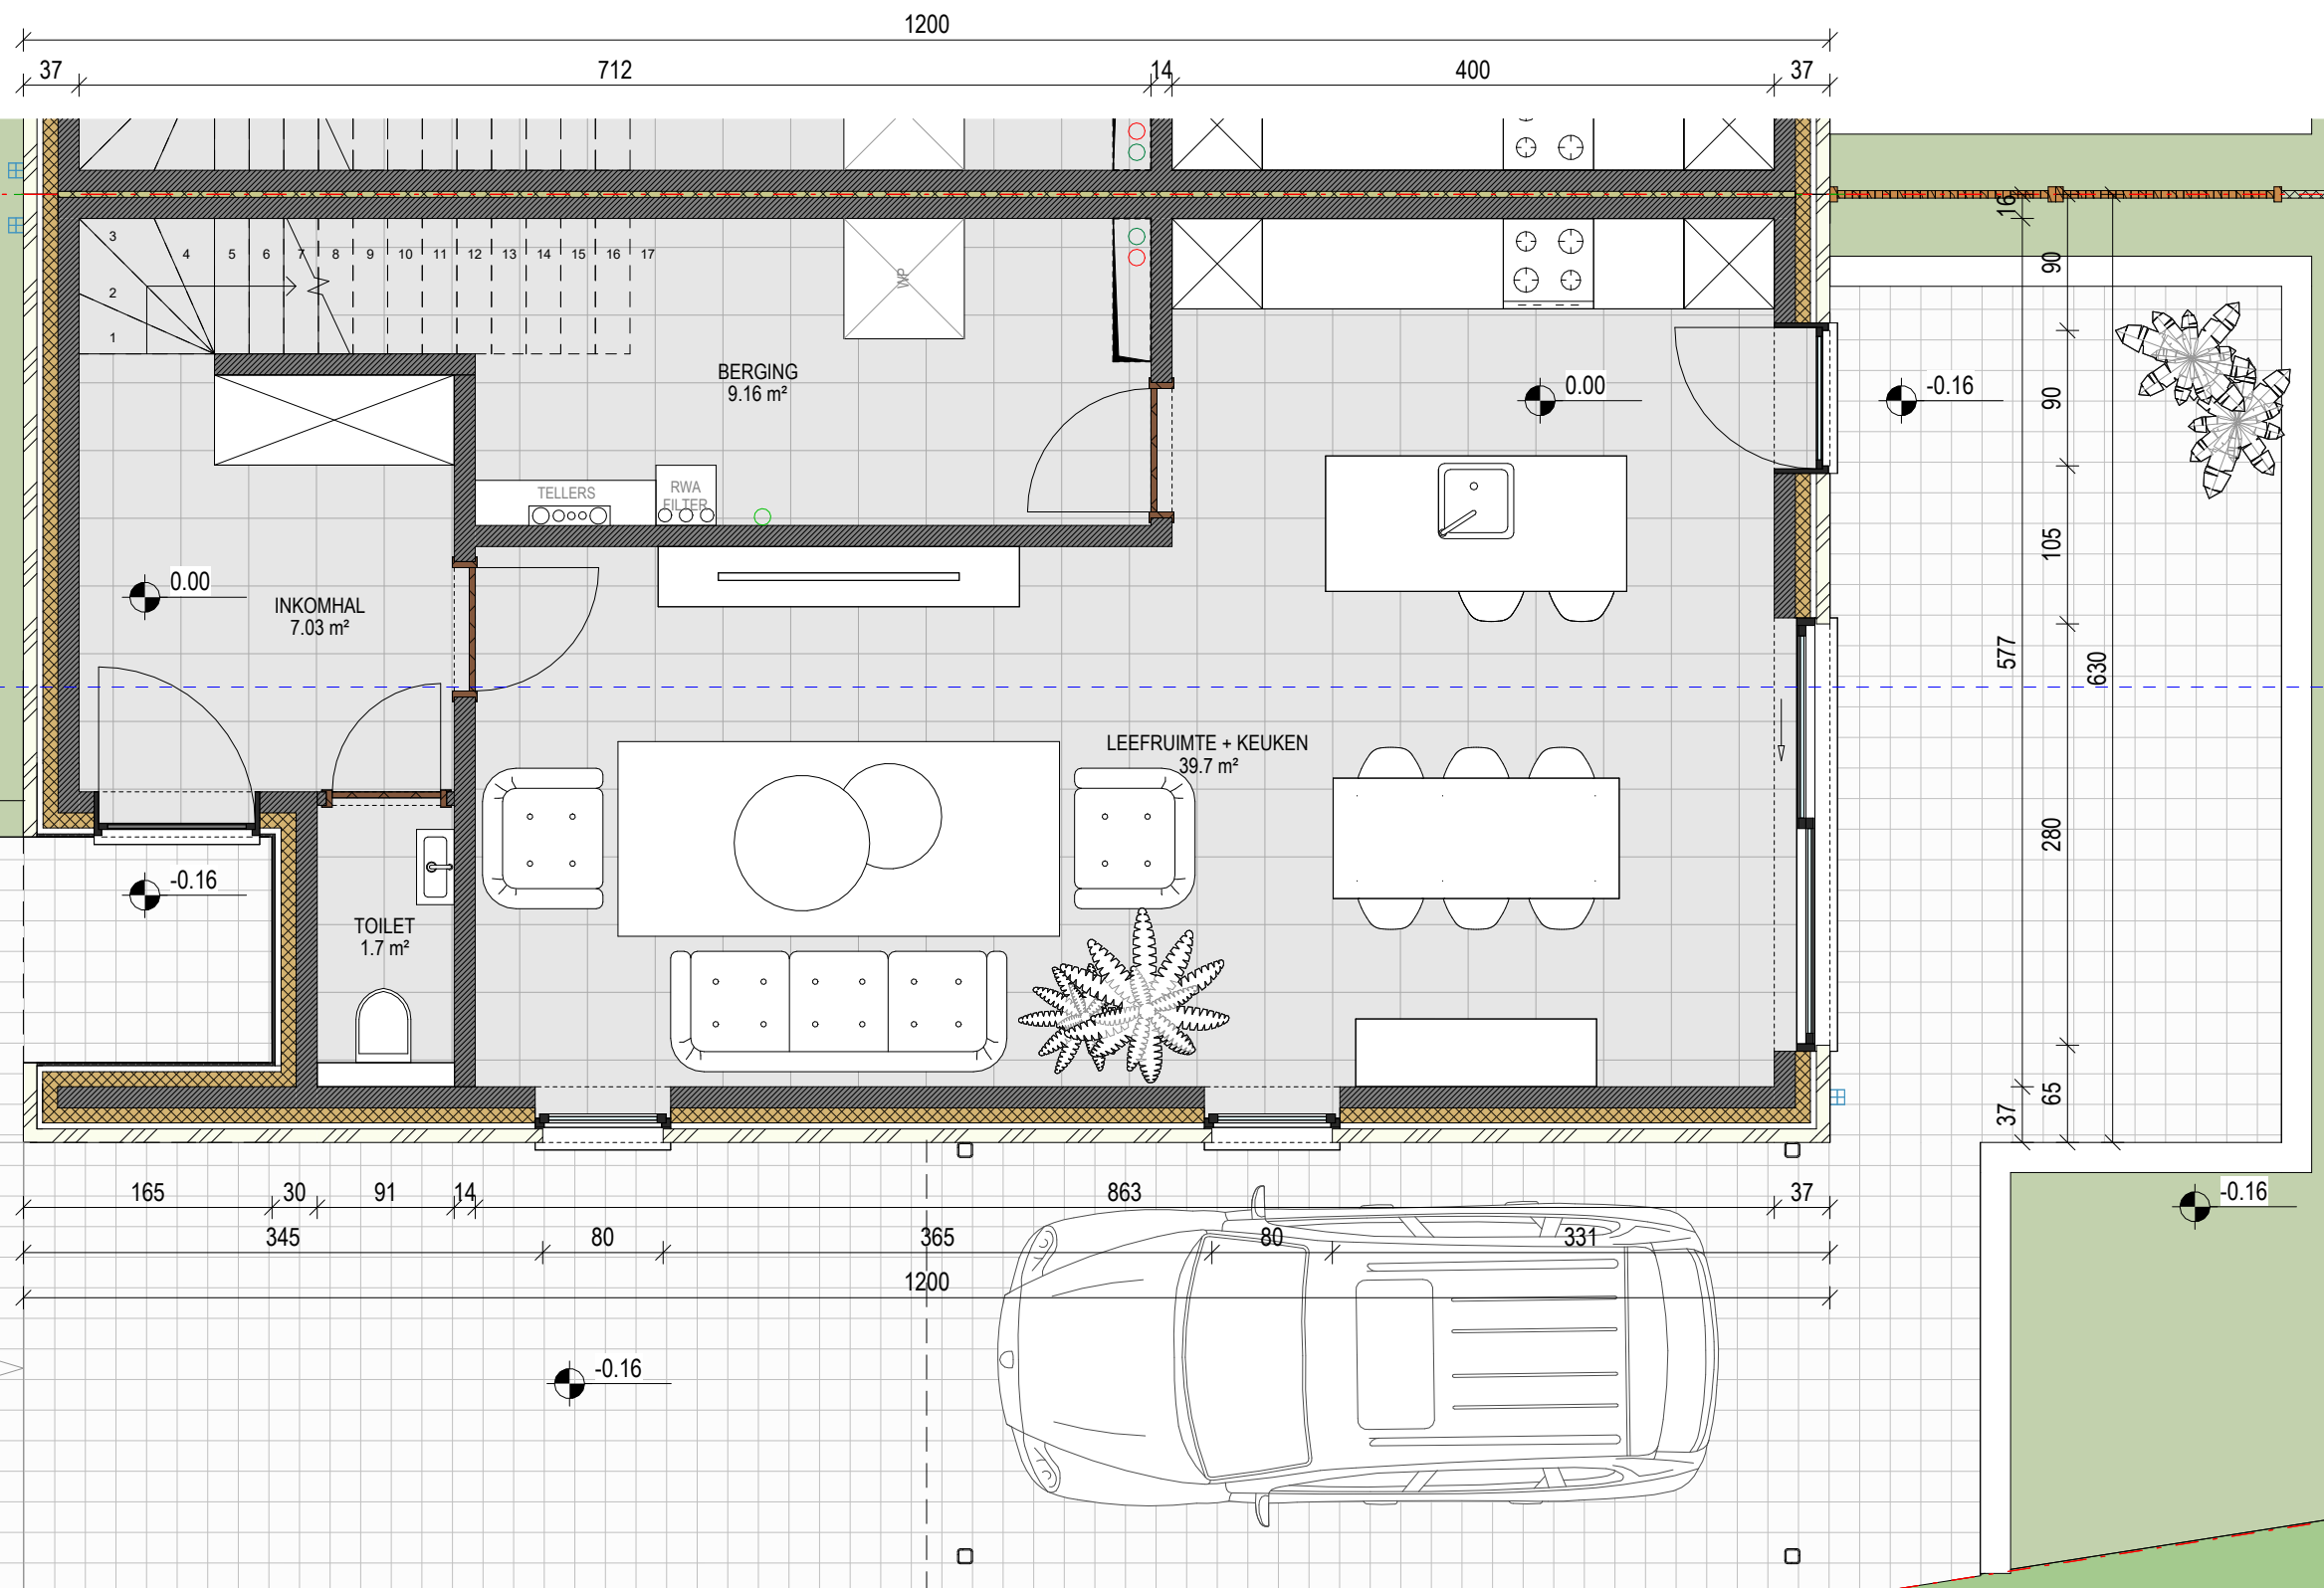 1200
37 712 14 400 37
3 4 5 6 7 8 9 10 11 12 13 14 15 16 17
2
1
WP
BERGING
9.16 m²
0.00
-0.16
TELLERS
RWA
FILTER
0.00
INKOMHAL
7.03 m²
LEEFRUIMTE + KEUKEN
39.7 m²
-0.16
TOILET
1.7 m²
16
90
90
105
577
630
280
65
37
-0.16
165 30 91 14 863 37
345 80 365 80 331
1200
-0.16